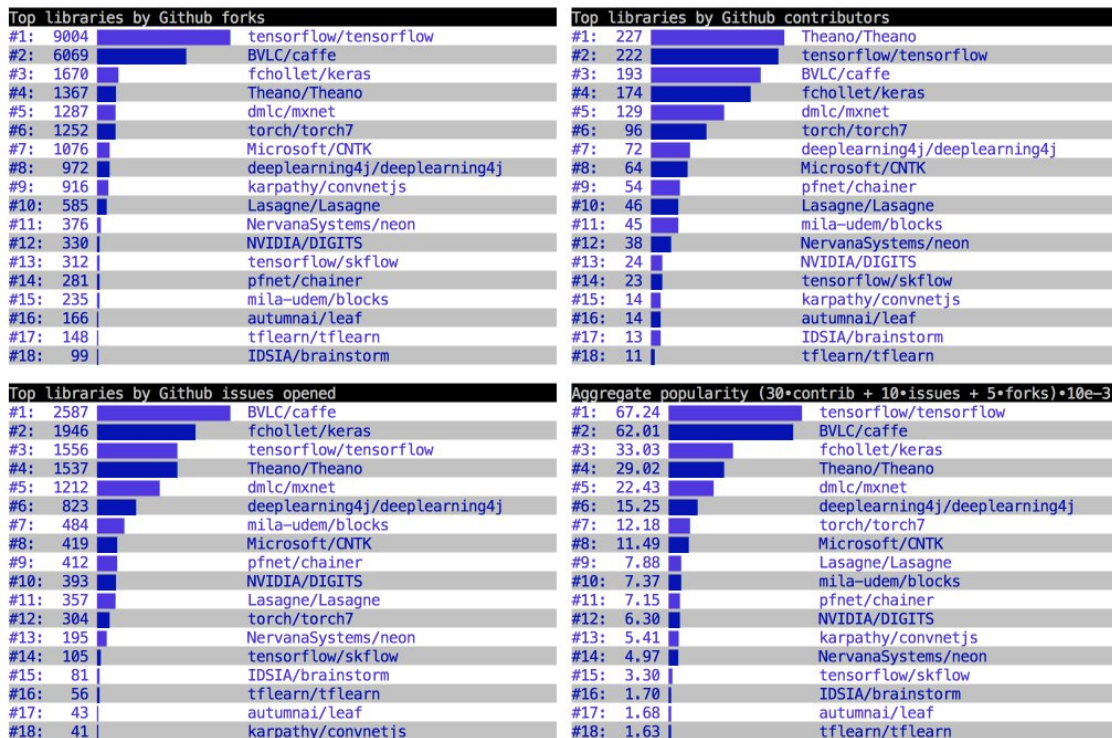 Top libraries by Github forks
#1: 9004 tensorflow/tensorflow
#2: 6069 BVLC/caffe
#3: 1670 fchollet/keras
#4: 1367 Theano/Theano
#5: 1287 dmlc/mxnet
#6: 1252 torch/torch7
#7: 1076 Microsoft/CNTK
#8: 972 deeplearning4j/deeplearning4j
#9: 916 karpathy/convnetjs
#10: 585 Lasagne/Lasagne
#11: 376 NervanaSystems/neon
#12: 330 NVIDIA/DIGITS
#13: 312 tensorflow/skflow
#14: 281 pfnet/chainer
#15: 235 mila-udem/blocks
#16: 166 autumnai/leaf
#17: 148 tflearn/tflearn
#18: 99 IDSIA/brainstorm
Top libraries by Github contributors
#1: 227 Theano/Theano
#2: 222 tensorflow/tensorflow
#3: 193 BVLC/caffe
#4: 174 fchollet/keras
#5: 129 dmlc/mxnet
#6: 96 torch/torch7
#7: 72 deeplearning4j/deeplearning4j
#8: 64 Microsoft/CNTK
#9: 54 pfnet/chainer
#10: 46 Lasagne/Lasagne
#11: 45 mila-udem/blocks
#12: 38 NervanaSystems/neon
#13: 24 NVIDIA/DIGITS
#14: 23 tensorflow/skflow
#15: 14 karpathy/convnetjs
#16: 14 autumnai/leaf
#17: 13 IDSIA/brainstorm
#18: 11 tflearn/tflearn
Top libraries by Github issues opened
#1: 2587 BVLC/caffe
#2: 1946 fchollet/keras
#3: 1556 tensorflow/tensorflow
#4: 1537 Theano/Theano
#5: 1212 dmlc/mxnet
#6: 823 deeplearning4j/deeplearning4j
#7: 484 mila-udem/blocks
#8: 419 Microsoft/CNTK
#9: 412 pfnet/chainer
#10: 393 NVIDIA/DIGITS
#11: 357 Lasagne/Lasagne
#12: 304 torch/torch7
#13: 195 NervanaSystems/neon
#14: 105 tensorflow/skflow
#15: 81 IDSIA/brainstorm
#16: 56 tflearn/tflearn
#17: 43 autumnai/leaf
#18: 41 karpathy/convnetjs
Aggregate popularity (30•contrib + 10•issues + 5•forks)•10e-3
#1: 67.24 tensorflow/tensorflow
#2: 62.01 BVLC/caffe
#3: 33.03 fchollet/keras
#4: 29.02 Theano/Theano
#5: 22.43 dmlc/mxnet
#6: 15.25 deeplearning4j/deeplearning4j
#7: 12.18 torch/torch7
#8: 11.49 Microsoft/CNTK
#9: 7.88 Lasagne/Lasagne
#10: 7.37 mila-udem/blocks
#11: 7.15 pfnet/chainer
#12: 6.30 NVIDIA/DIGITS
#13: 5.41 karpathy/convnetjs
#14: 4.97 NervanaSystems/neon
#15: 3.30 tensorflow/skflow
#16: 1.70 IDSIA/brainstorm
#17: 1.68 autumnai/leaf
#18: 1.63 tflearn/tflearn